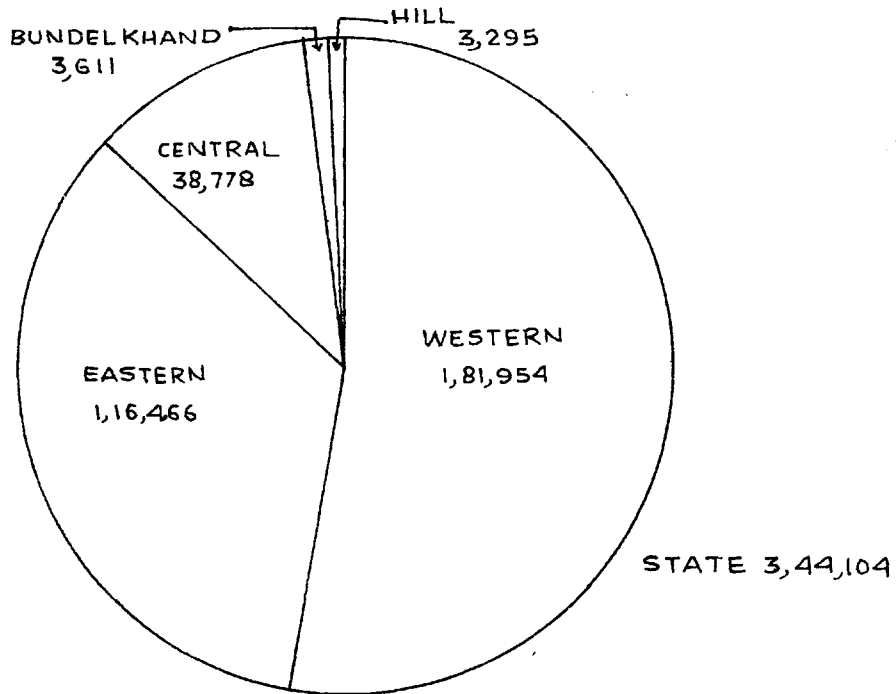 BUNDELKHAND
3,611
HILL
3,295
CENTRAL
38,778
WESTERN
1,81,954
EASTERN
1,16,466
STATE 3,44,104